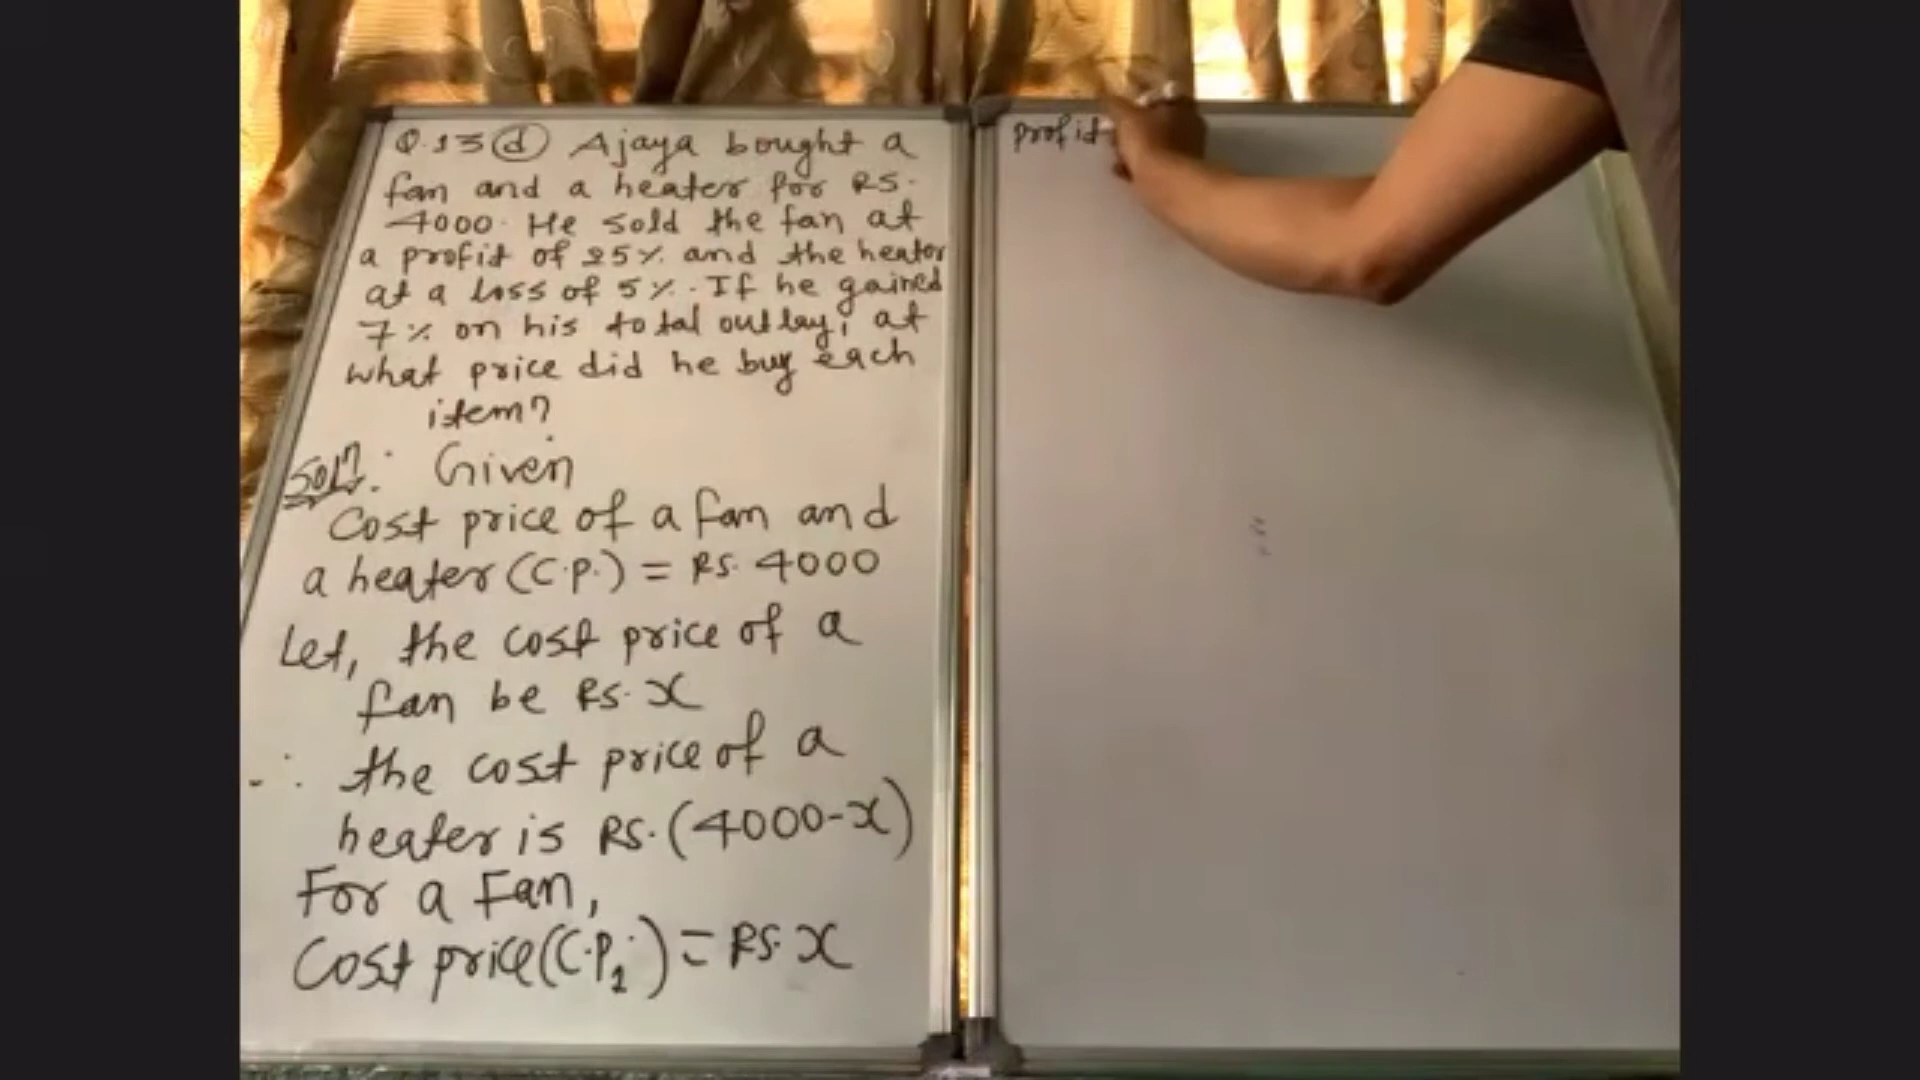 Q.13 (d) Ajaya bought a
fan and a heater for RS.
4000. He sold the fan at
a profit of 25% and the heater
at a loss of 5%. If he gained
7% on his total outlay, at
what price did he buy each
item?
Solⁿ: Given
Cost price of a fan and
a heater (C.P.) = RS. 4000
Let, the cost price of a
fan be RS. x
∴ the cost price of a
heater is RS. (4000-x)
For a Fan,
Cost price (C.P₁) = RS. x
profit